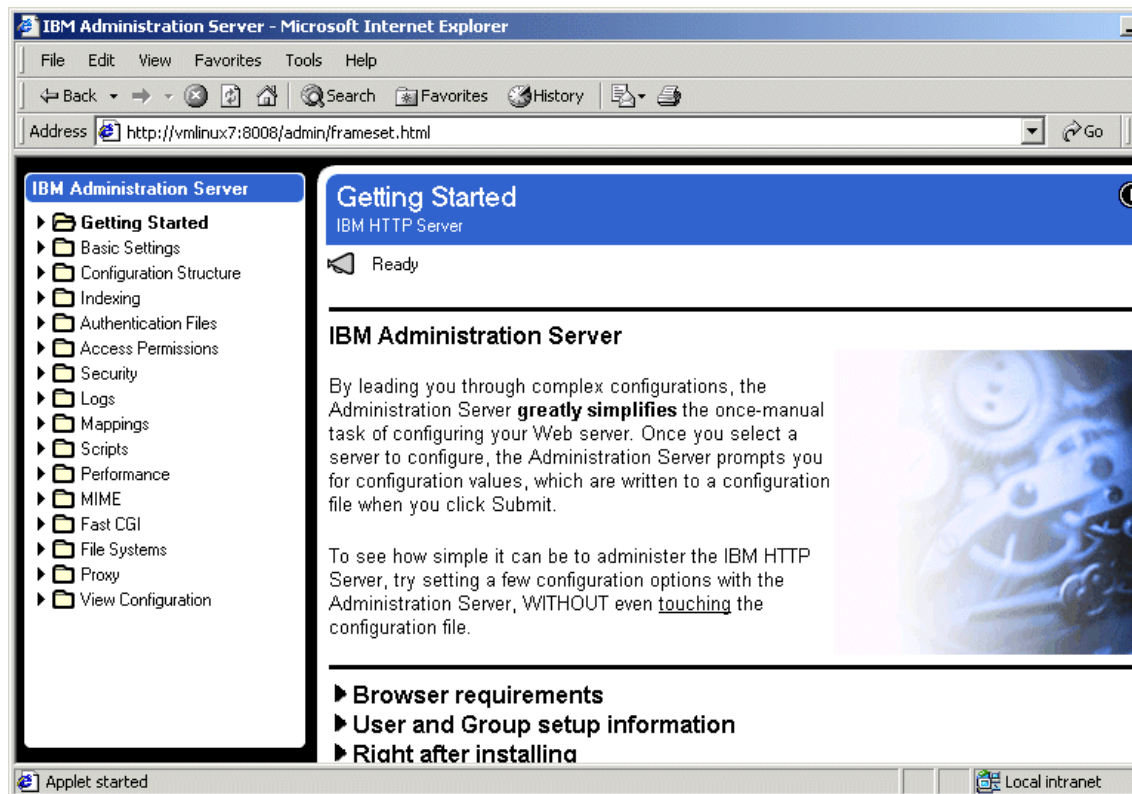 IBM Administration Server - Microsoft Internet Explorer
File Edit View Favorites Tools Help
Back Search Favorites History
Address http://vmlinux7:8008/admin/frameset.html Go
IBM Administration Server
Getting Started
Basic Settings
Configuration Structure
Indexing
Authentication Files
Access Permissions
Security
Logs
Mappings
Scripts
Performance
MIME
Fast CGI
File Systems
Proxy
View Configuration
Getting Started
IBM HTTP Server
Ready
IBM Administration Server
By leading you through complex configurations, the
Administration Server greatly simplifies the once-manual
task of configuring your Web server. Once you select a
server to configure, the Administration Server prompts you
for configuration values, which are written to a configuration
file when you click Submit.
To see how simple it can be to administer the IBM HTTP
Server, try setting a few configuration options with the
Administration Server, WITHOUT even touching the
configuration file.
Browser requirements
User and Group setup information
Right after installing
Applet started
Local intranet